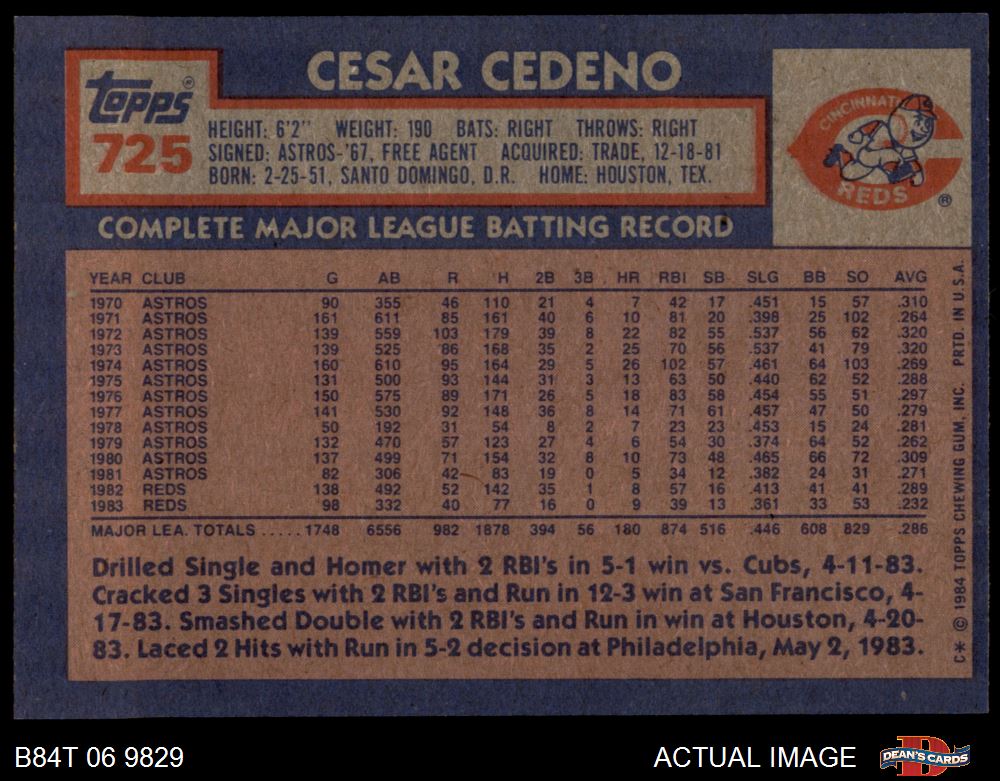 CESAR CEDENO
Topps®
725
HEIGHT: 6'2" WEIGHT: 190 BATS: RIGHT THROWS: RIGHT
SIGNED: ASTROS-'67, FREE AGENT ACQUIRED: TRADE, 12-18-81
BORN: 2-25-51, SANTO DOMINGO, D.R. HOME: HOUSTON, TEX.
CINCINNATI
REDS
®
COMPLETE MAJOR LEAGUE BATTING RECORD
YEAR CLUB G AB R H 2B 3B HR RBI SB SLG BB SO AVG
1970 ASTROS 90 355 46 110 21 4 7 42 17 .451 15 57 .310
1971 ASTROS 161 611 85 161 40 6 10 81 20 .398 25 102 .264
1972 ASTROS 139 559 103 179 39 8 22 82 55 .537 56 62 .320
1973 ASTROS 139 525 86 168 35 2 25 70 56 .537 41 79 .320
1974 ASTROS 160 610 95 164 29 5 26 102 57 .461 64 103 .269
1975 ASTROS 131 500 93 144 31 3 13 63 50 .440 62 52 .288
1976 ASTROS 150 575 89 171 26 5 18 83 58 .454 55 51 .297
1977 ASTROS 141 530 92 148 36 8 14 71 61 .457 47 50 .279
1978 ASTROS 50 192 31 54 8 2 7 23 23 .453 15 24 .281
1979 ASTROS 132 470 57 123 27 4 6 54 30 .374 64 52 .262
1980 ASTROS 137 499 71 154 32 8 10 73 48 .465 66 72 .309
1981 ASTROS 82 306 42 83 19 0 5 34 12 .382 24 31 .271
1982 REDS 138 492 52 142 35 1 8 57 16 .413 41 41 .289
1983 REDS 98 332 40 77 16 0 9 39 13 .361 33 53 .232
MAJOR LEA. TOTALS ..... 1748 6556 982 1878 394 56 180 874 516 .446 608 829 .286
Drilled Single and Homer with 2 RBI's in 5-1 win vs. Cubs, 4-11-83.
Cracked 3 Singles with 2 RBI's and Run in 12-3 win at San Francisco, 4-
17-83. Smashed Double with 2 RBI's and Run in win at Houston, 4-20-
83. Laced 2 Hits with Run in 5-2 decision at Philadelphia, May 2, 1983.
C* © 1984 TOPPS CHEWING GUM, INC. PRTD. IN U.S.A.
B84T 06 9829
ACTUAL IMAGE
DEAN'S CARDS